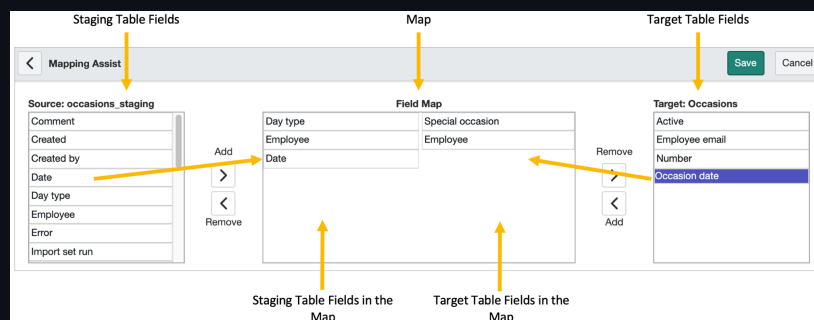 Staging Table Fields
Map
Target Table Fields
Mapping Assist
Save
Cancel
Source: occasions_staging
Field Map
Target: Occasions
Comment
Created
Created by
Date
Day type
Employee
Error
Import set run
Add
Remove
Day type
Special occasion
Employee
Employee
Date
Remove
Add
Active
Employee email
Number
Occasion date
Staging Table Fields in the
Map
Target Table Fields in the
Map